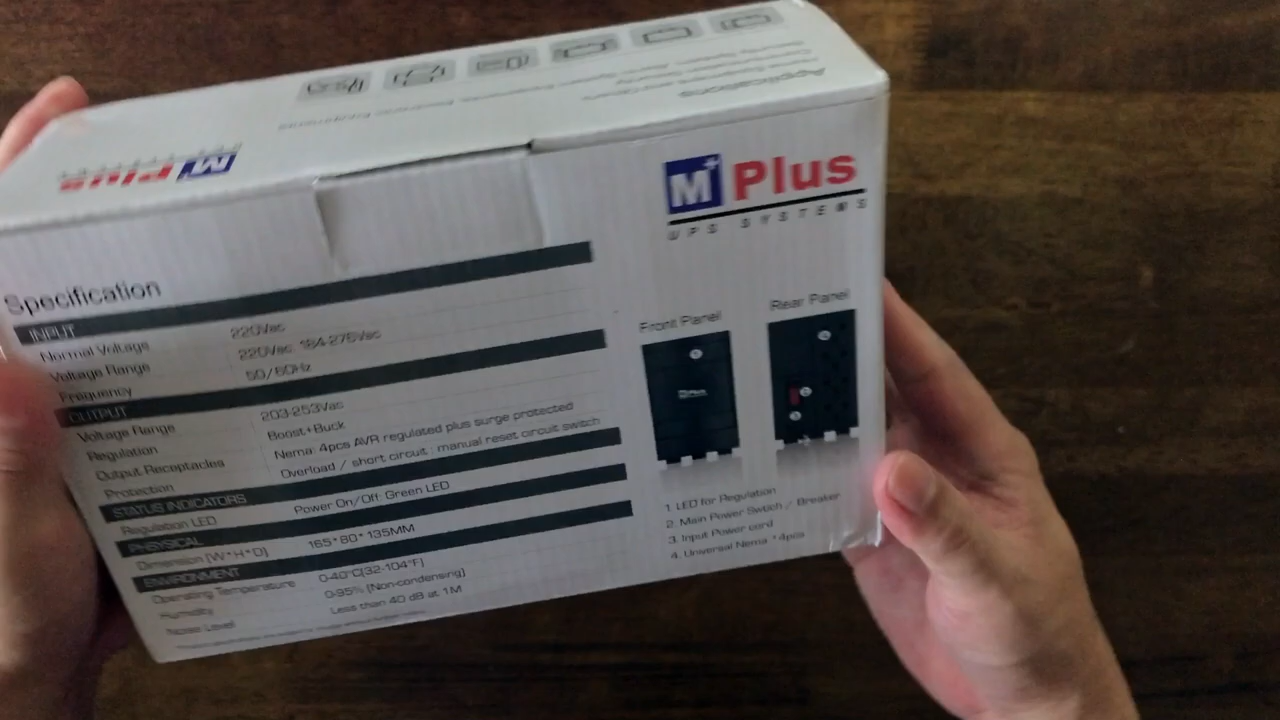 Applications
M+ Plus
M+ Plus
UPS SYSTEMS
Specification
INPUT
Normal Voltage 220Vac
Voltage Range 220Vac 184-276Vac
Frequency 50/60Hz
OUTPUT
Voltage Range 203-253Vac
Regulation Boost+Buck
Output Receptacles Nema: 4pcs AVR regulated plus surge protected
Protection Overload / short circuit : manual reset circuit switch
STATUS INDICATORS
Regulation LED Power On/Off: Green LED
PHYSICAL
Dimension (W*H*D) 165*80*135MM
ENVIRONMENT
Operating Temperature 0-40°C(32-104°F)
Humidity 0-95% (Non-condensing)
Noise Level Less than 40 dB at 1M
Front Panel
Rear Panel
1. LED for Regulation
2. Main Power Switch / Breaker
3. Input Power cord
4. Universal Nema *4pcs